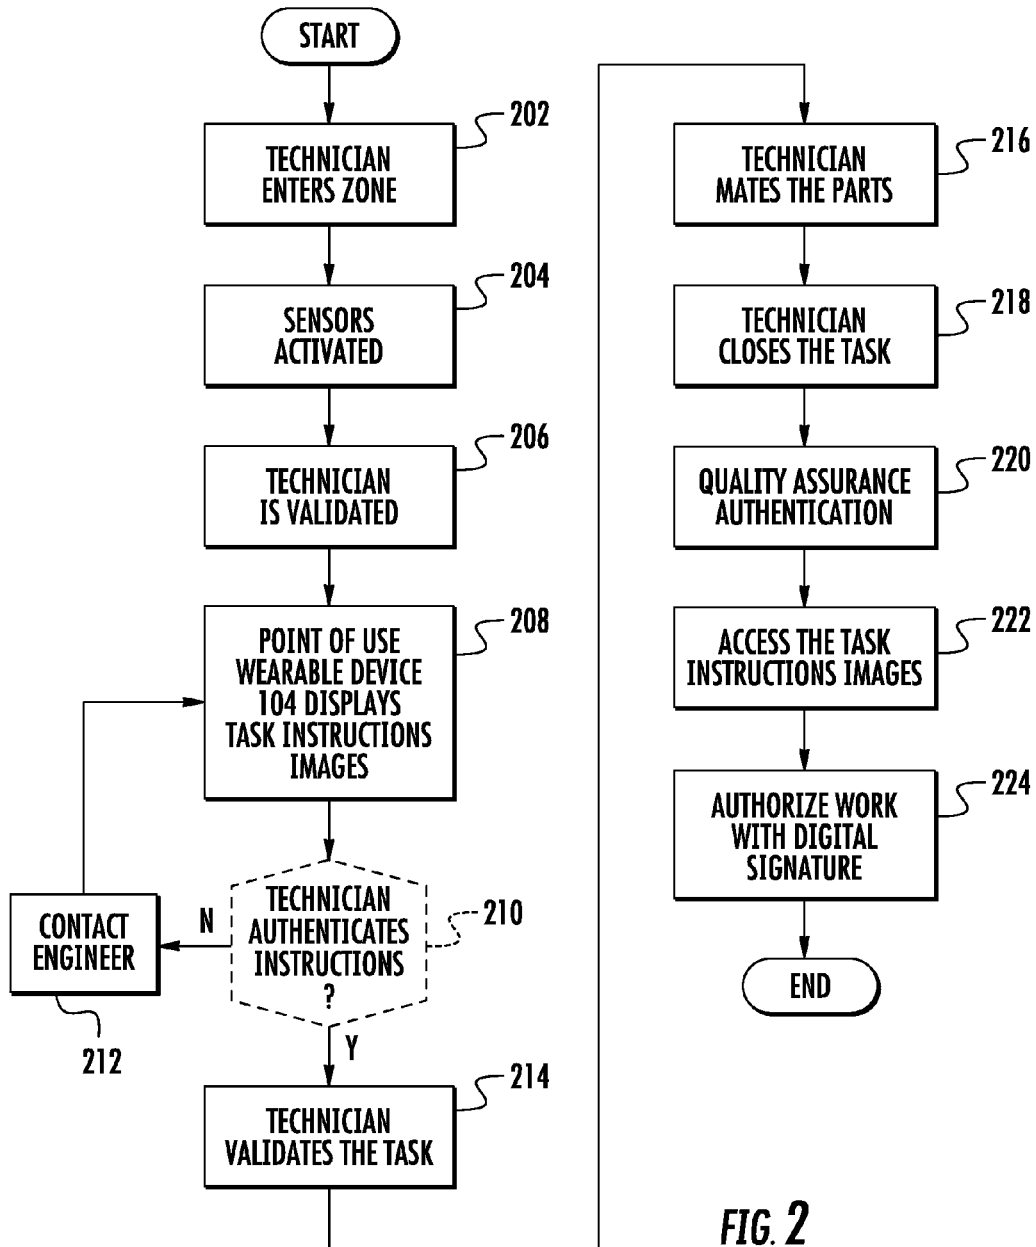 START
202
TECHNICIAN
ENTERS ZONE
204
SENSORS
ACTIVATED
206
TECHNICIAN
IS VALIDATED
208
POINT OF USE
WEARABLE DEVICE
104 DISPLAYS
TASK INSTRUCTIONS
IMAGES
210
TECHNICIAN
AUTHENTICATES
INSTRUCTIONS
?
N
CONTACT
ENGINEER
212
Y
214
TECHNICIAN
VALIDATES THE TASK
216
TECHNICIAN
MATES THE PARTS
218
TECHNICIAN
CLOSES THE TASK
220
QUALITY ASSURANCE
AUTHENTICATION
222
ACCESS THE TASK
INSTRUCTIONS IMAGES
224
AUTHORIZE WORK
WITH DIGITAL
SIGNATURE
END
FIG. 2